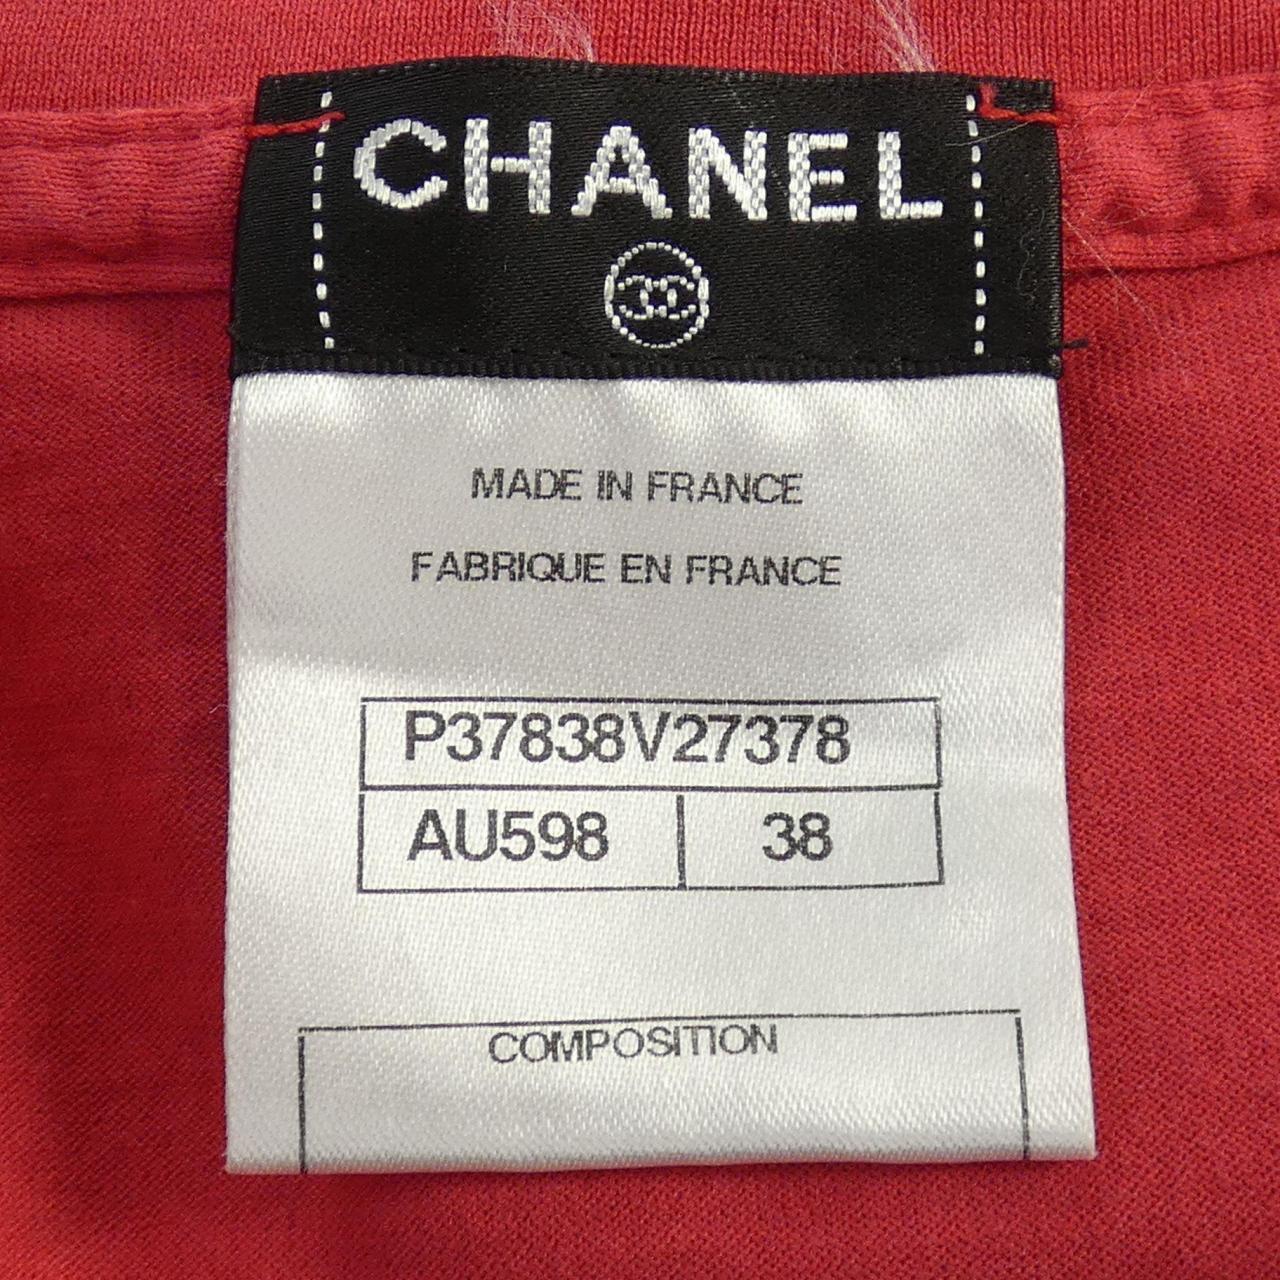 CHANEL
MADE IN FRANCE
FABRIQUE EN FRANCE
P37838V27378
AU598 38
COMPOSITION